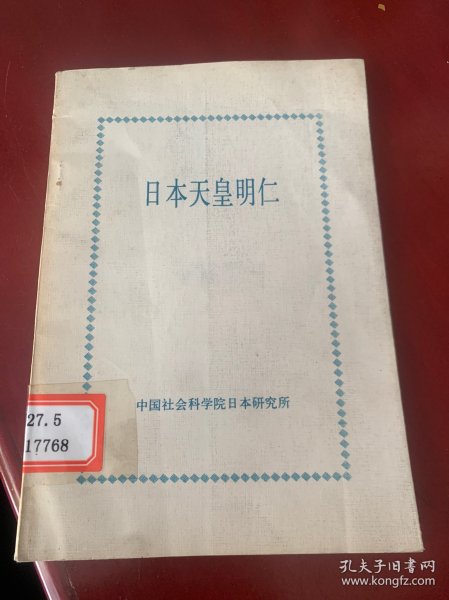 日本天皇明仁
中国社会科学院日本研究所
27.5
17768
孔夫子旧书网
www.kongfz.com